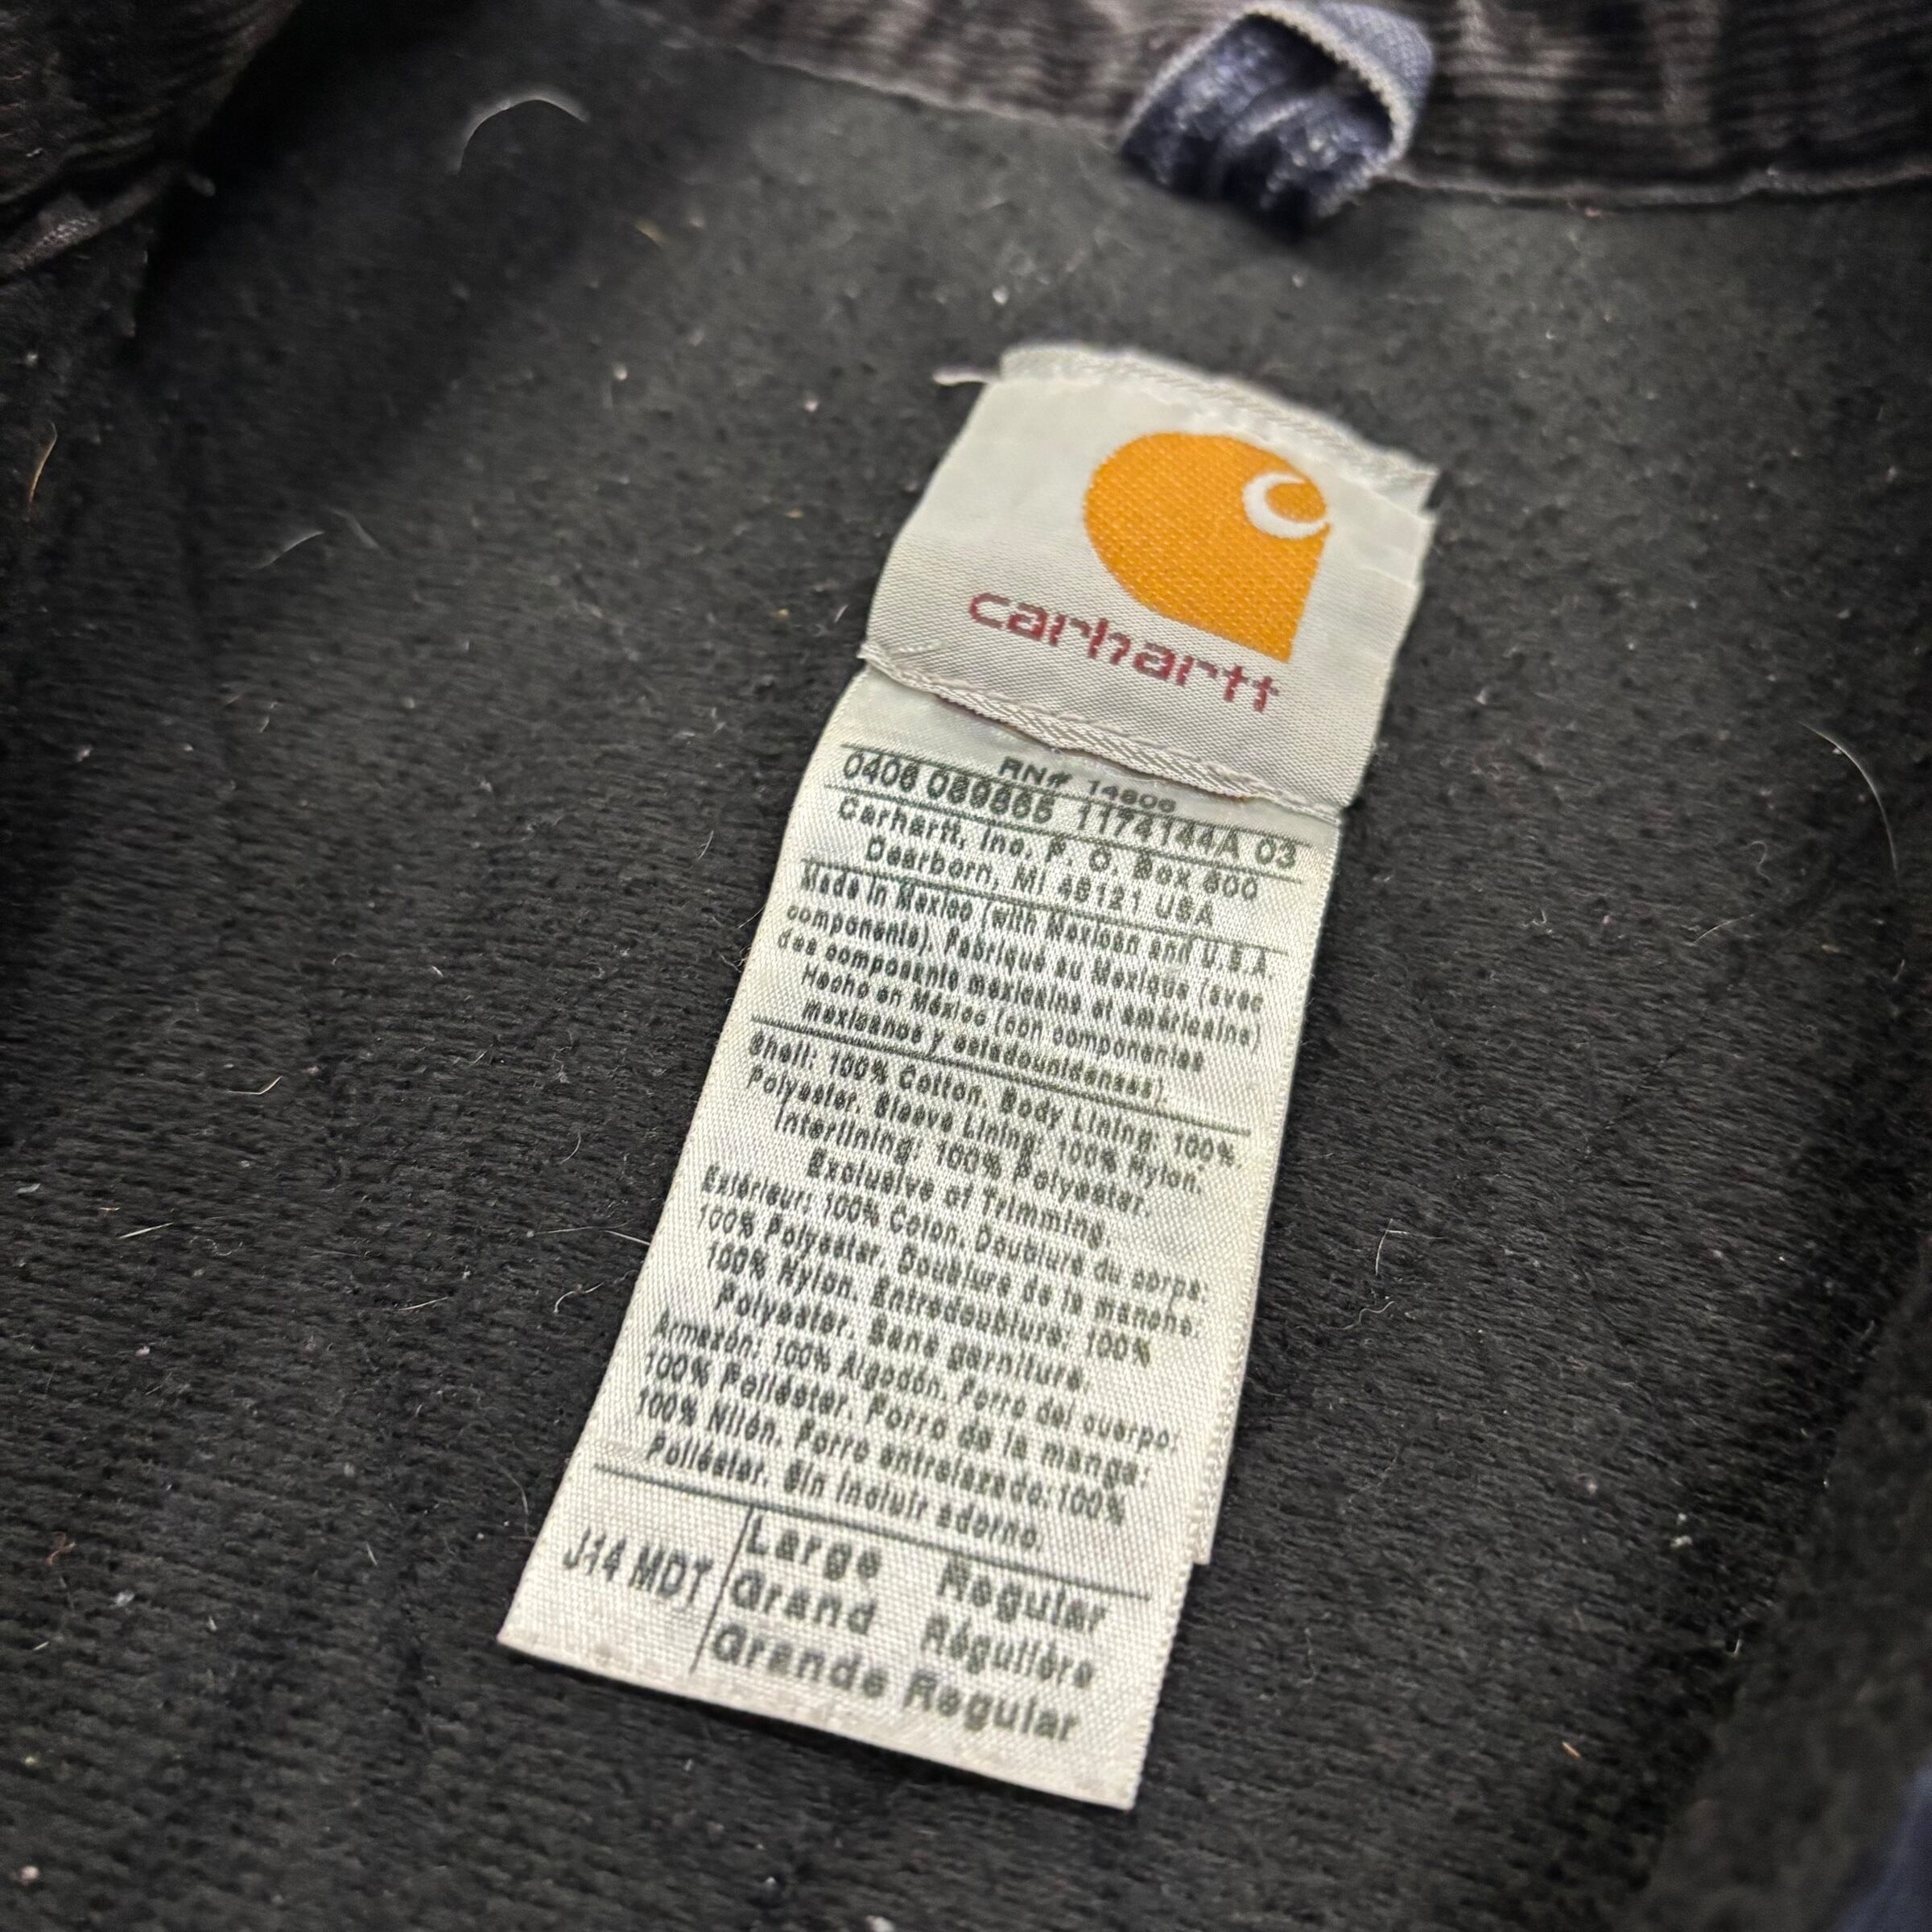 carhartt
RN# 14806
0406 089865 1174144A 03
Carhartt, Inc. P. O. Box 600
Dearborn, MI 48121 USA
Made in Mexico (with Mexican and U.S.A.
components). Fabriqué au Mexique (avec
des composants mexicains et américains)
Hecho en México (con componentes
mexicanos y estadounidenses).
Shell: 100% Cotton. Body Lining: 100%.
Polyester. Sleeve Lining: 100% Nylon.
Interlining: 100% Polyester.
Exclusive of Trimming.
Extérieur: 100% Coton. Doublure du corps:
100% Polyester. Doublure de la manche.
100% Nylon. Entredoublure: 100%
Polyester. Sans garniture.
Armazón: 100% Algodón. Forro del cuerpo:
100% Poliéster. Forro de la manga:
100% Nilón. Forro entrelazado: 100%
Poliéster. Sin incluir adorno.
J14 MDT Large Regular
Grand Régulière
Grande Regular